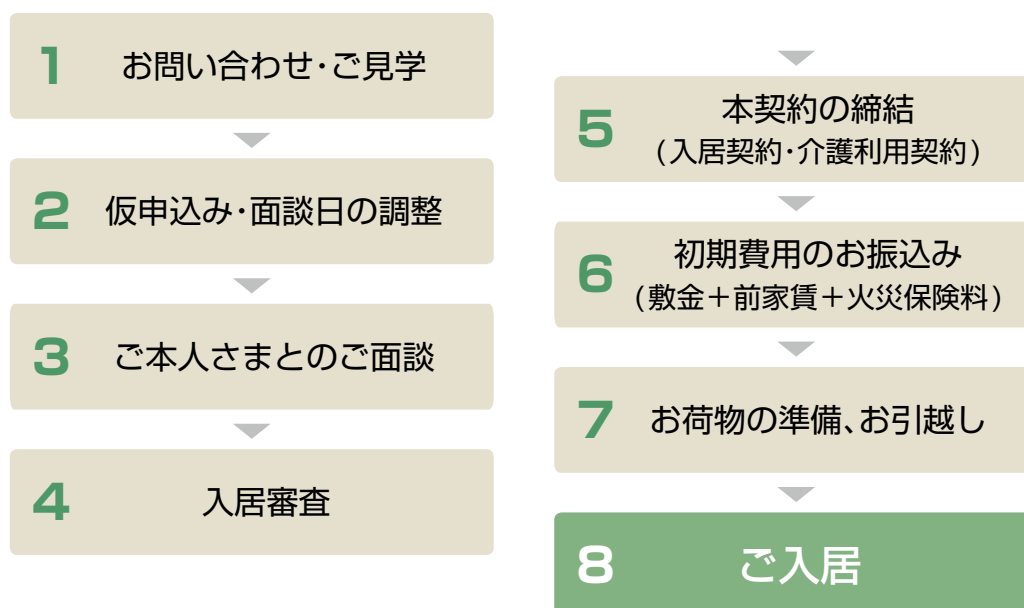 1 お問い合わせ・ご見学
2 仮申込み・面談日の調整
3 ご本人さまとのご面談
4 入居審査
5 本契約の締結
(入居契約・介護利用契約)
6 初期費用のお振込み
(敷金＋前家賃＋火災保険料)
7 お荷物の準備、お引越し
8 ご入居